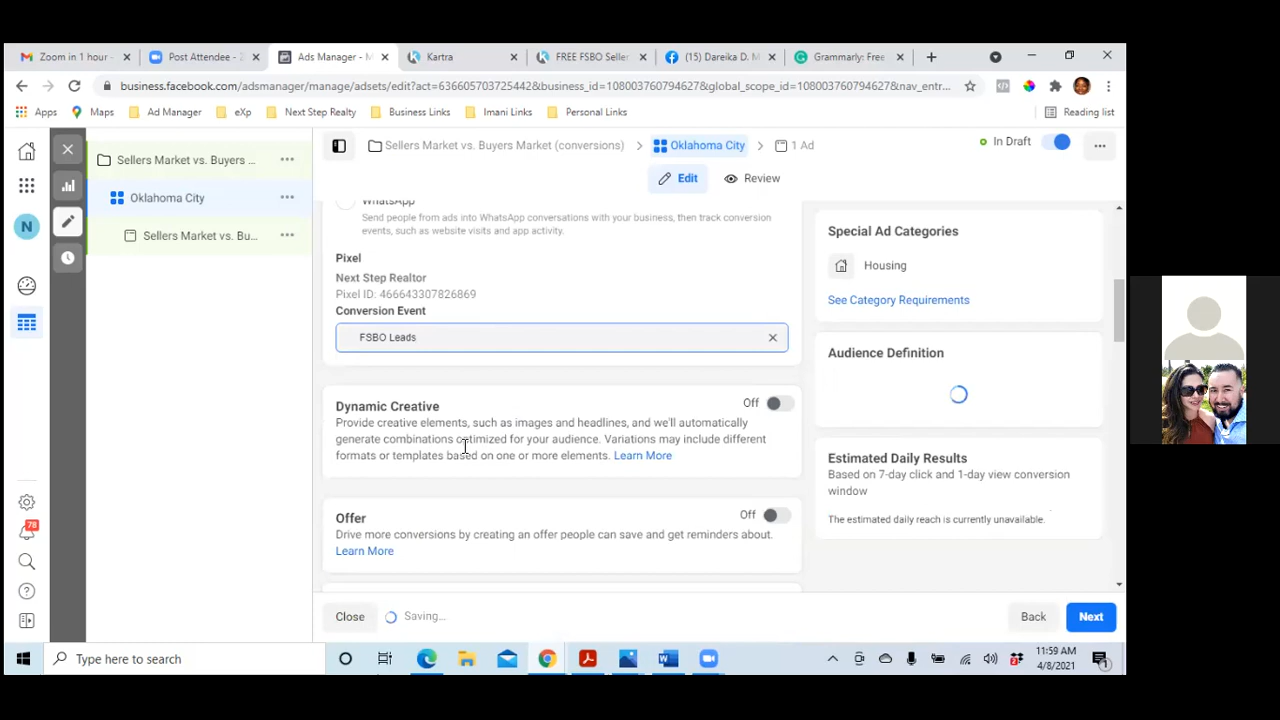 Zoom in 1 hour -
Post Attendee - 2
Ads Manager - M
Kartra
FREE FSBO Seller
(15) Dareika D. M
Grammarly: Free
business.facebook.com/adsmanager/manage/adset/edit?act=636605703725442&business_id=1080037607946​27&global_scope_id=108003760794627&nav_entr...
Apps
Maps
Ad Manager
eXp
Next Step Realty
Business Links
Imani Links
Personal Links
Reading list
Sellers Market vs. Buyers ...
Oklahoma City
Sellers Market vs. Bu...
N
78
Sellers Market vs. Buyers Market (conversions)
Oklahoma City
1 Ad
In Draft
Edit
Review
WhatsApp
Send people from ads into WhatsApp conversations with your business, then track conversion
events, such as website visits and app activity.
Pixel
Next Step Realtor
Pixel ID: 466643307826869
Conversion Event
FSBO Leads
Dynamic Creative
Off
Provide creative elements, such as images and headlines, and we'll automatically
generate combinations optimized for your audience. Variations may include different
formats or templates based on one or more elements. Learn More
Offer
Off
Drive more conversions by creating an offer people can save and get reminders about.
Learn More
Special Ad Categories
Housing
See Category Requirements
Audience Definition
Estimated Daily Results
Based on 7-day click and 1-day view conversion
window
The estimated daily reach is currently unavailable.
Close
Saving...
Back
Next
Type here to search
11:59 AM
4/8/2021